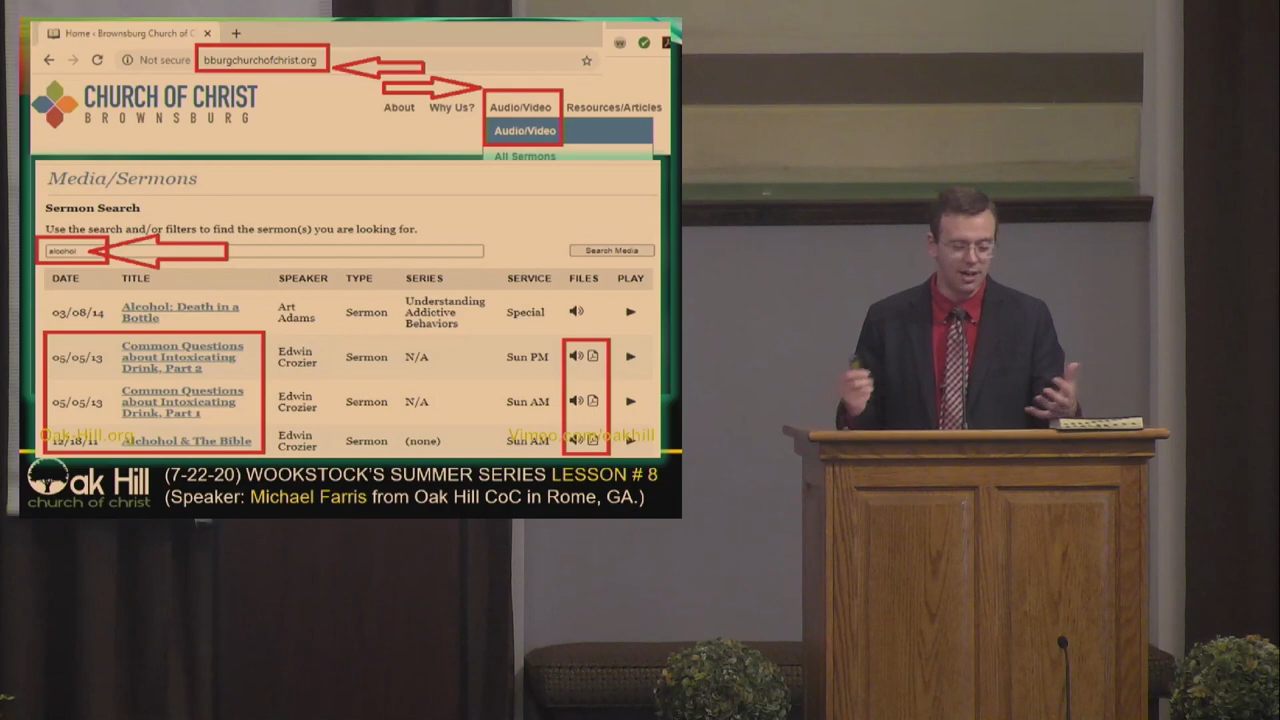 Home › Brownsburg Church of C
Not secure
bburgchurchofchrist.org
CHURCH OF CHRIST
BROWNSBURG
About Why Us? Audio/Video Resources/Articles
Audio/Video
All Sermons
Media/Sermons
Sermon Search
Use the search and/or filters to find the sermon(s) you are looking for.
alcohol
Search Media
DATE TITLE SPEAKER TYPE SERIES SERVICE FILES PLAY
03/08/14 Alcohol: Death in a Bottle Art Adams Sermon Understanding Addictive Behaviors Special
05/05/13 Common Questions about Intoxicating Drink, Part 2 Edwin Crozier Sermon N/A Sun PM
05/05/13 Common Questions about Intoxicating Drink, Part 1 Edwin Crozier Sermon N/A Sun AM
12/18/11 Alchohol & The Bible Edwin Crozier Sermon (none) Sun AM
Oak-Hill.org
Vimeo.com/oakhill
Oak Hill
church of christ
(7-22-20) WOOKSTOCK'S SUMMER SERIES LESSON # 8
(Speaker: Michael Farris from Oak Hill CoC in Rome, GA.)